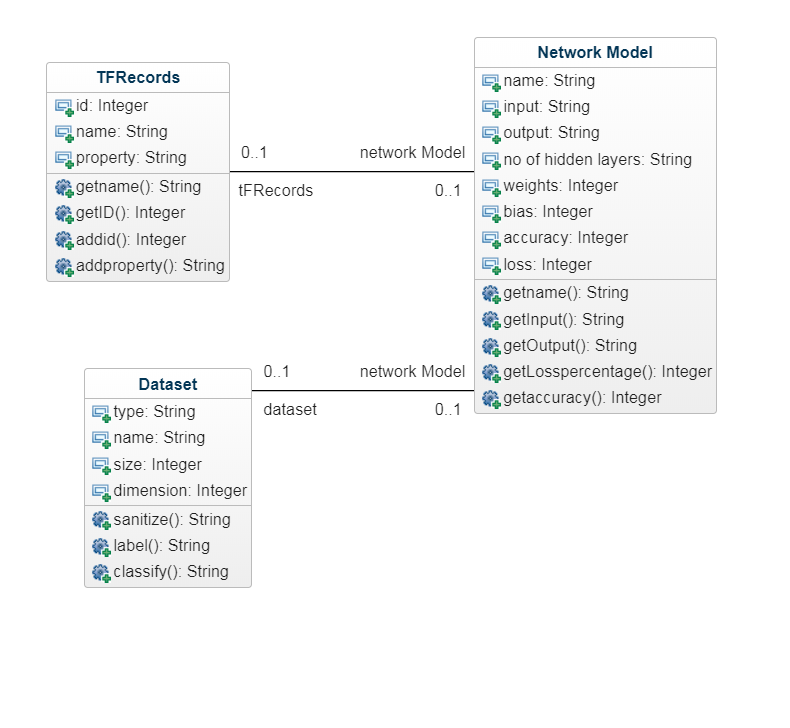 TFRecords
id: Integer
name: String
property: String
getname(): String
getID(): Integer
addid(): Integer
addproperty(): String
0..1
network Model
tFRecords
0..1
Network Model
name: String
input: String
output: String
no of hidden layers: String
weights: Integer
bias: Integer
accuracy: Integer
loss: Integer
getname(): String
getInput(): String
getOutput(): String
getLosspercentage(): Integer
getaccuracy(): Integer
0..1
network Model
dataset
0..1
Dataset
type: String
name: String
size: Integer
dimension: Integer
sanitize(): String
label(): String
classify(): String